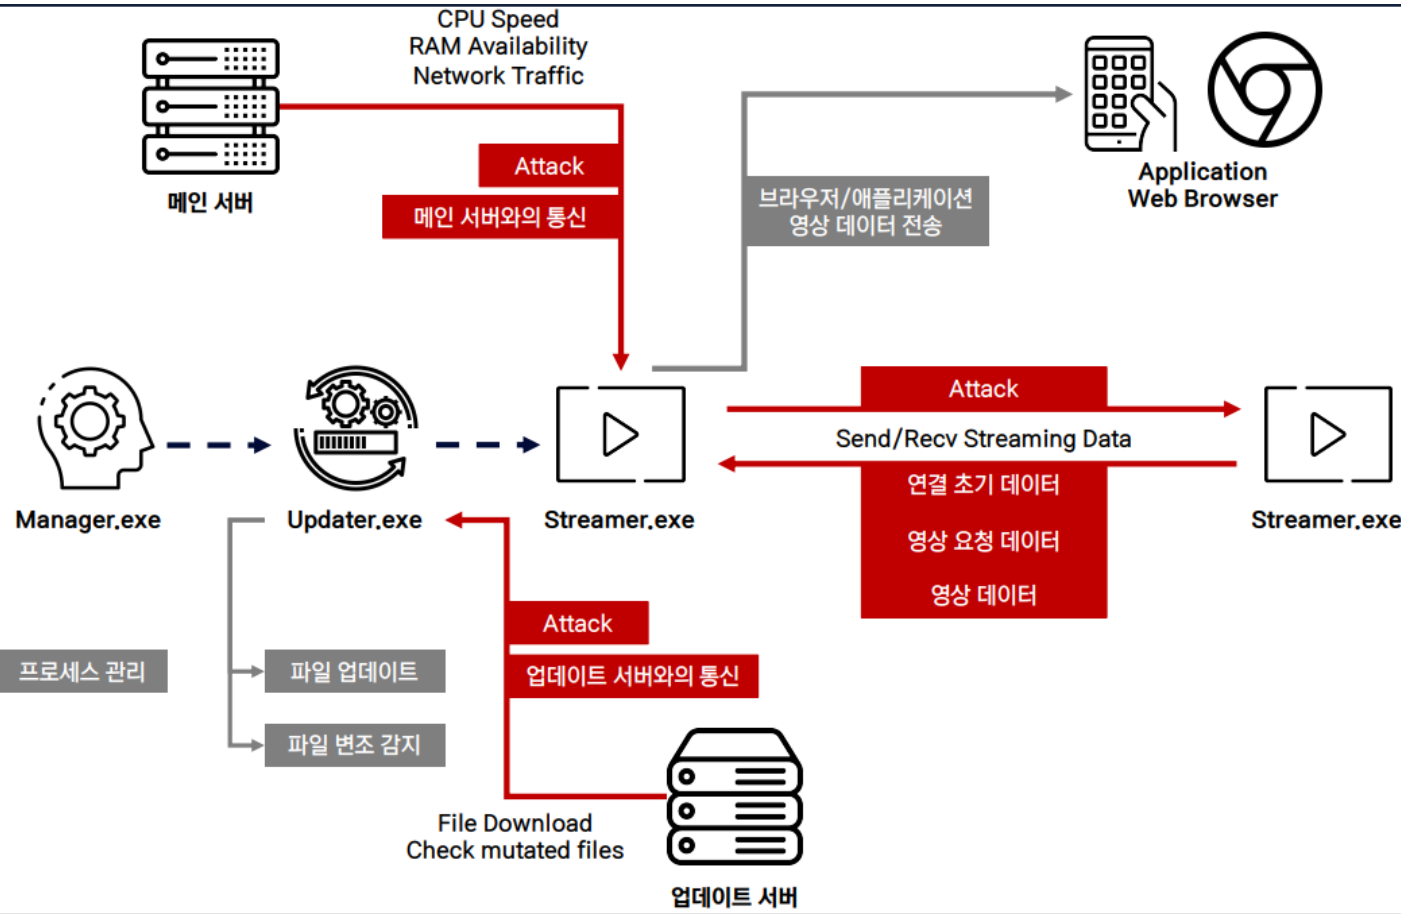 CPU Speed
RAM Availability
Network Traffic
메인 서버
Attack
메인 서버와의 통신
브라우저/애플리케이션
영상 데이터 전송
Application
Web Browser
Manager.exe
Updater.exe
Streamer.exe
Attack
Send/Recv Streaming Data
연결 초기 데이터
영상 요청 데이터
영상 데이터
Streamer.exe
프로세스 관리
파일 업데이트
파일 변조 감지
Attack
업데이트 서버와의 통신
File Download
Check mutated files
업데이트 서버